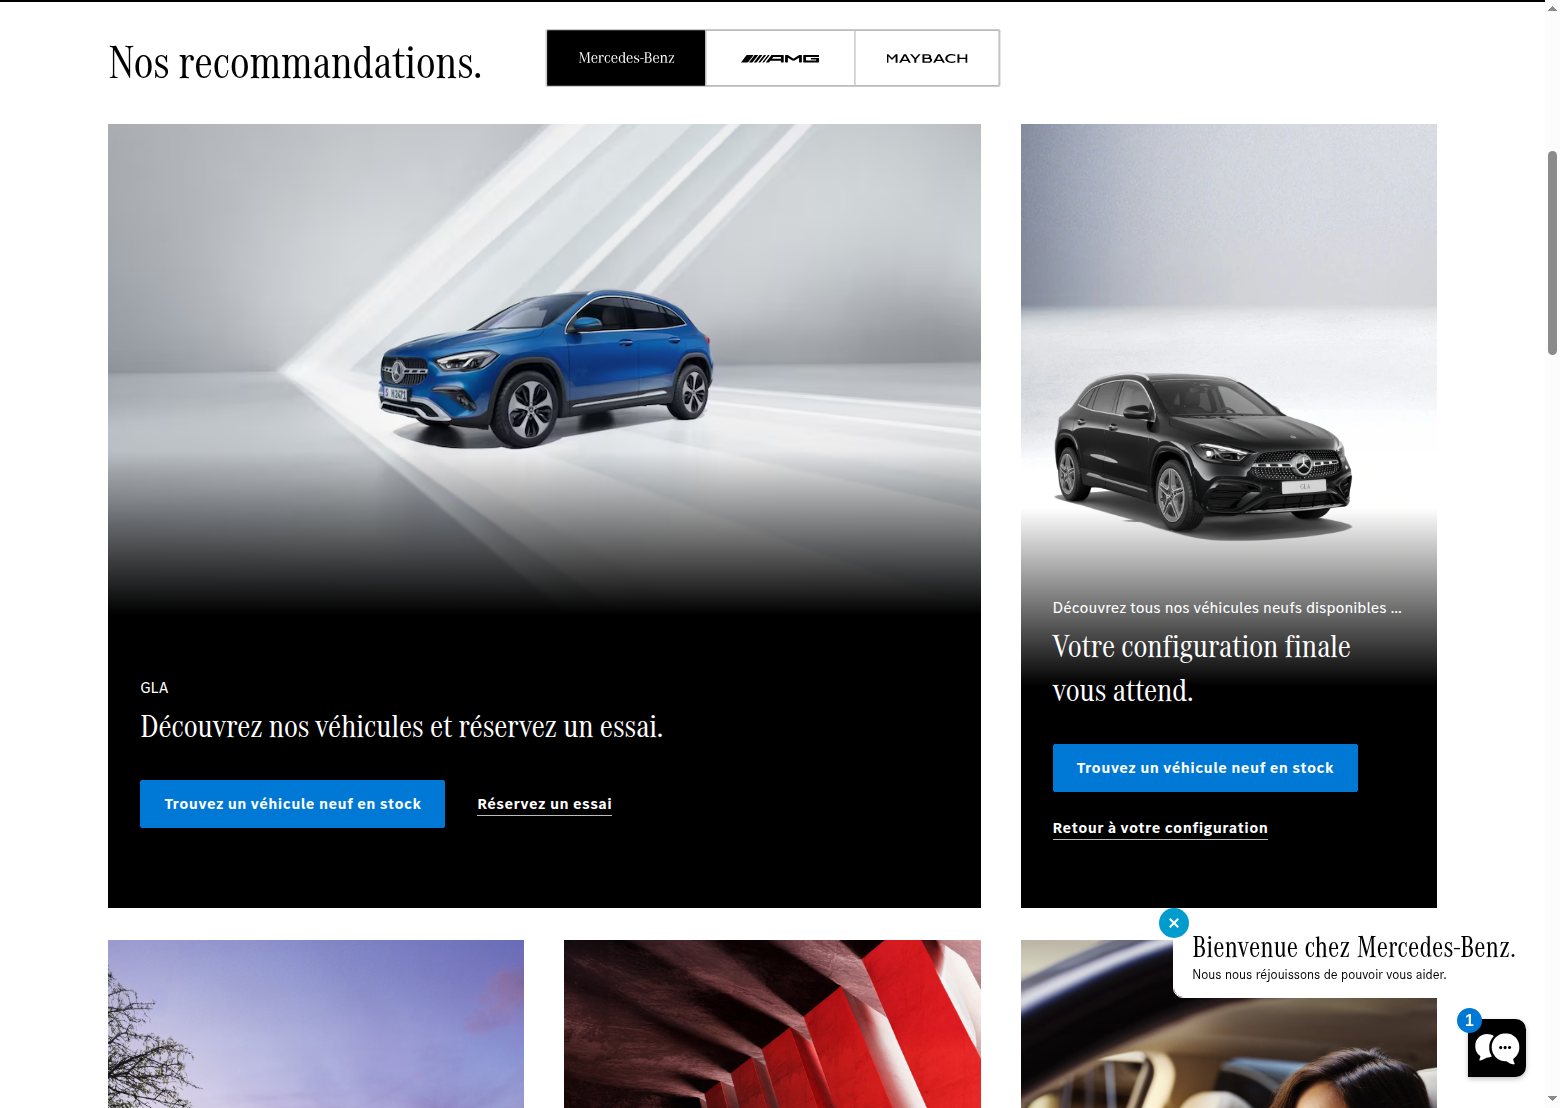 Nos recommandations.
Mercedes-Benz
AMG
MAYBACH
GLA
Découvrez nos véhicules et réservez un essai.
Trouvez un véhicule neuf en stock
Réservez un essai
GLA
Découvrez tous nos véhicules neufs disponibles ...
Votre configuration finale
vous attend.
Trouvez un véhicule neuf en stock
Retour à votre configuration
Bienvenue chez Mercedes-Benz.
Nous nous réjouissons de pouvoir vous aider.
1